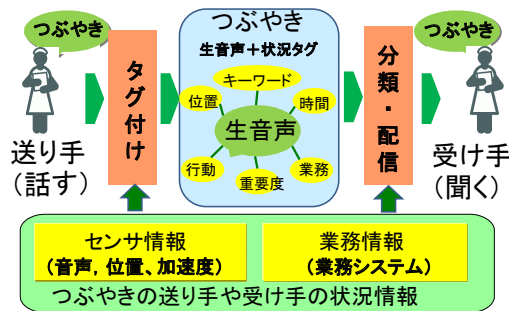 つぶやき
送り手
(話す)
タグ付け
つぶやき
生音声＋状況タグ
キーワード
位置
時間
生音声
行動
重要度
業務
分類・配信
つぶやき
受け手
(聞く)
センサ情報
(音声，位置、加速度)
業務情報
(業務システム)
つぶやきの送り手や受け手の状況情報